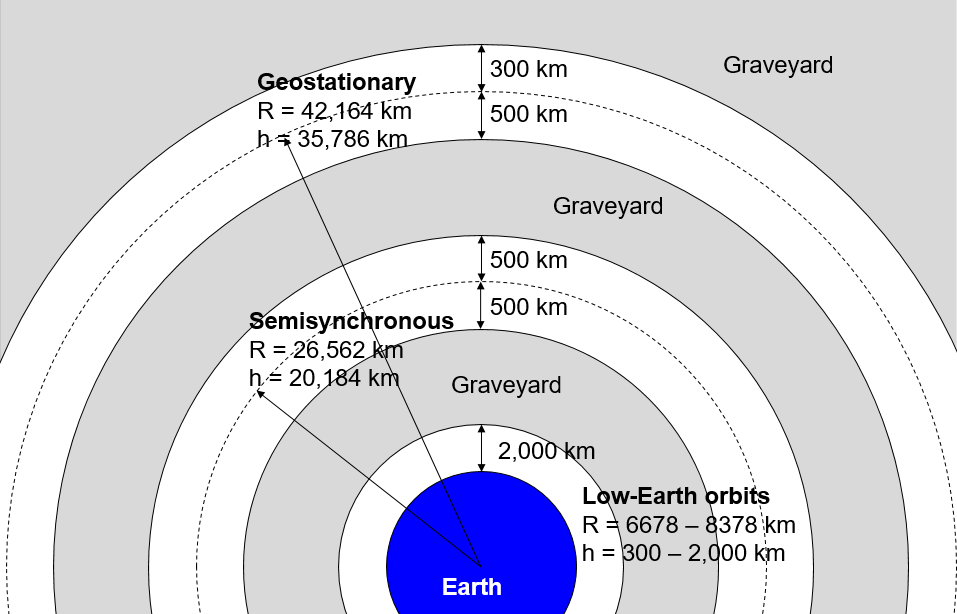 Graveyard
300 km
Geostationary
R = 42,164 km
h = 35,786 km
500 km
Graveyard
500 km
500 km
Semisynchronous
R = 26,562 km
h = 20,184 km
Graveyard
2,000 km
Low-Earth orbits
R = 6678 – 8378 km
h = 300 – 2,000 km
Earth